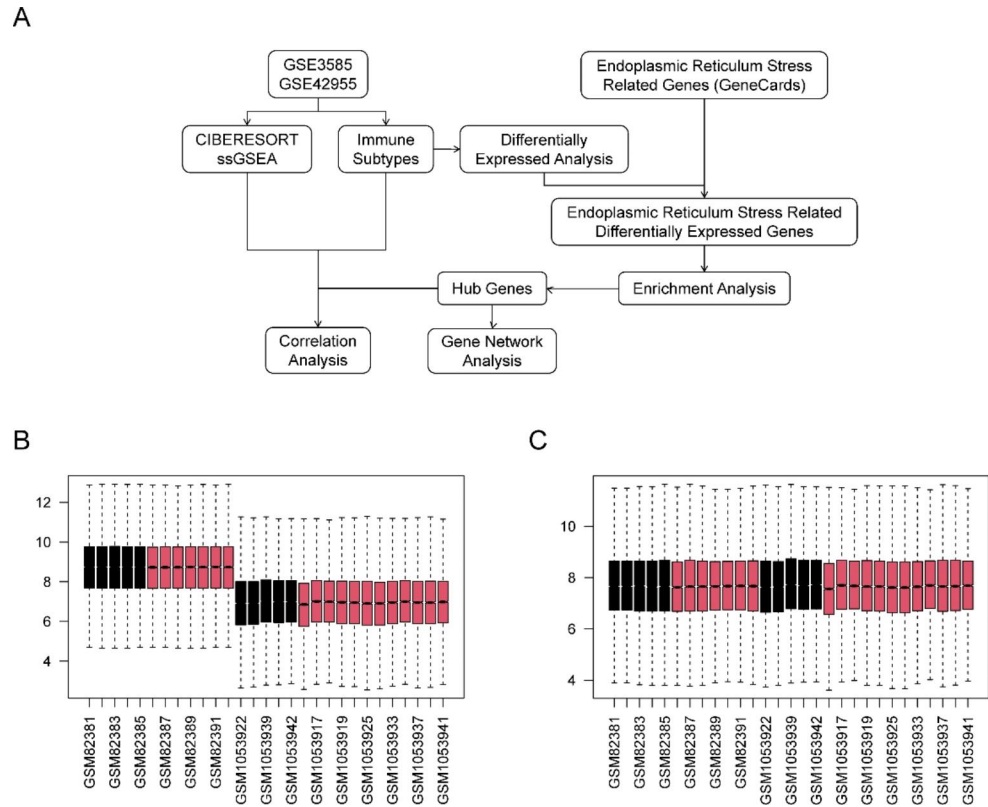 A
GSE3585
GSE42955
Endoplasmic Reticulum Stress
Related Genes (GeneCards)
CIBERESORT
ssGSEA
Immune
Subtypes
Differentially
Expressed Analysis
Endoplasmic Reticulum Stress Related
Differentially Expressed Genes
Hub Genes
Enrichment Analysis
Correlation
Analysis
Gene Network
Analysis
B
12
10
8
6
4
GSM82381
GSM82383
GSM82385
GSM82387
GSM82389
GSM82391
GSM1053922
GSM1053939
GSM1053942
GSM1053917
GSM1053919
GSM1053925
GSM1053933
GSM1053937
GSM1053941
C
10
8
6
4
GSM82381
GSM82383
GSM82385
GSM82387
GSM82389
GSM82391
GSM1053922
GSM1053939
GSM1053942
GSM1053917
GSM1053919
GSM1053925
GSM1053933
GSM1053937
GSM1053941